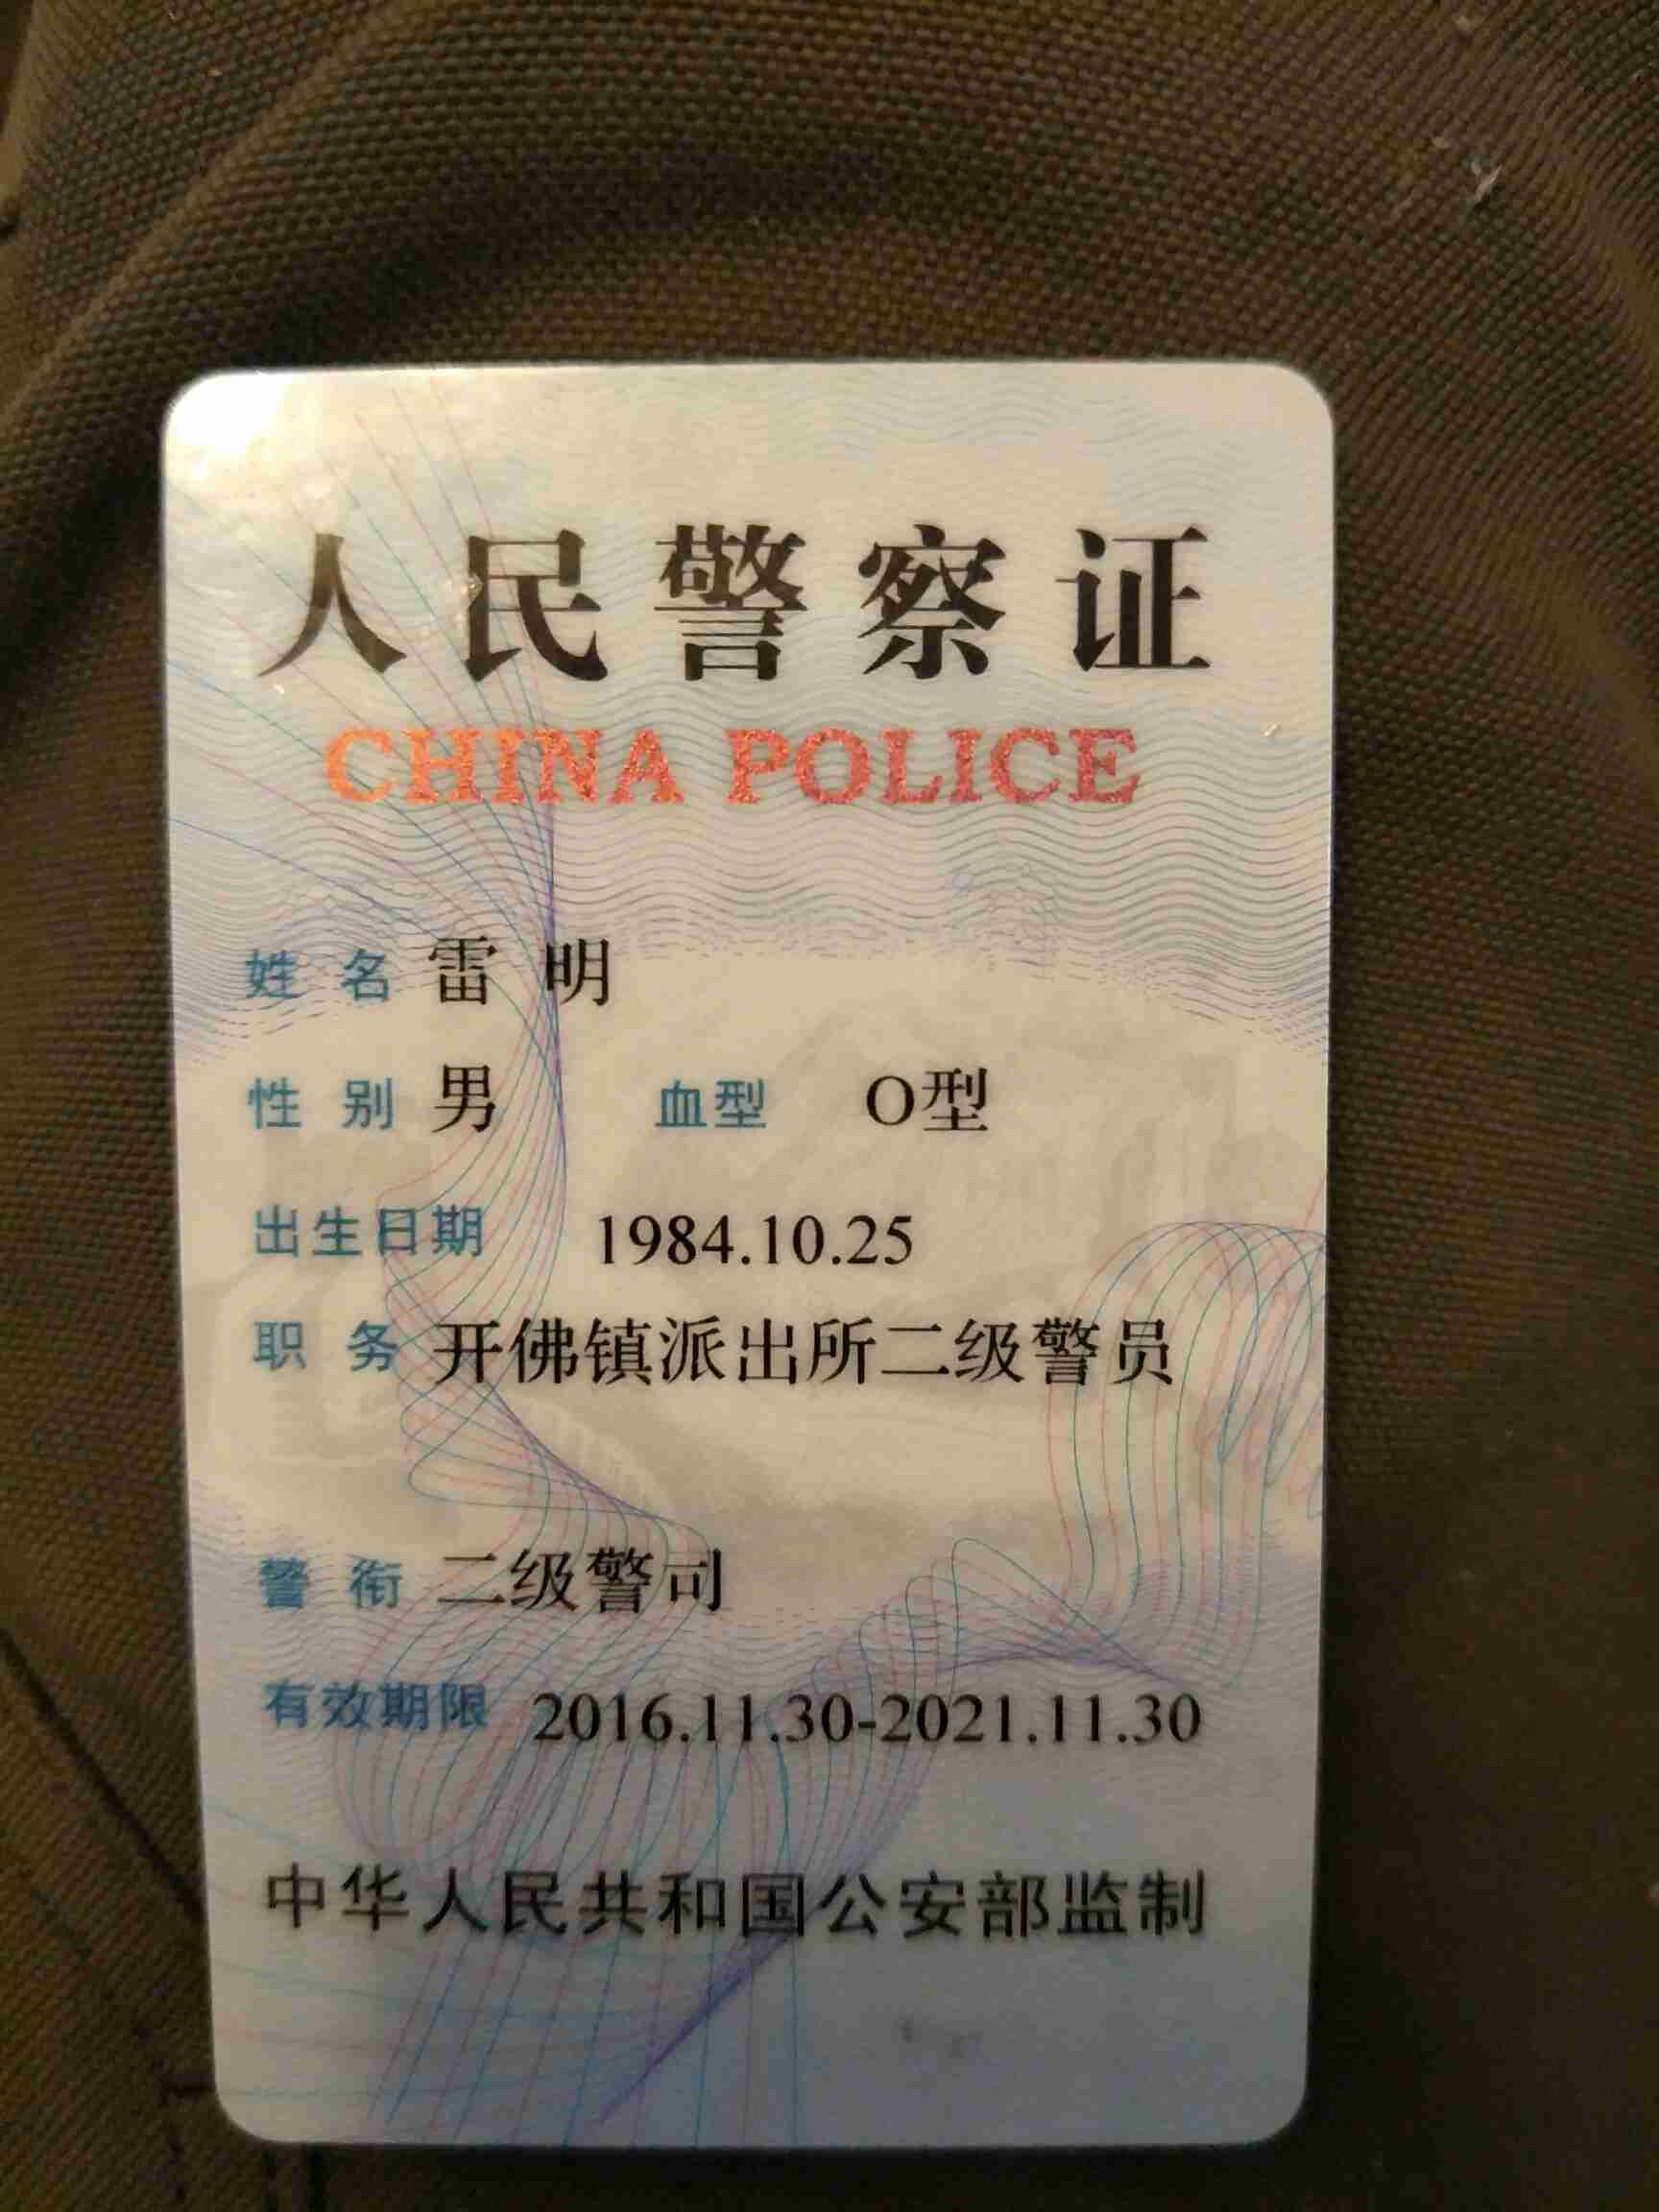 人民警察证
CHINA POLICE
姓 名 雷 明
性 别 男 血型 O型
出生日期 1984.10.25
职 务 开佛镇派出所二级警员
警 衔 二级警司
有效期限 2016.11.30-2021.11.30
中华人民共和国公安部监制